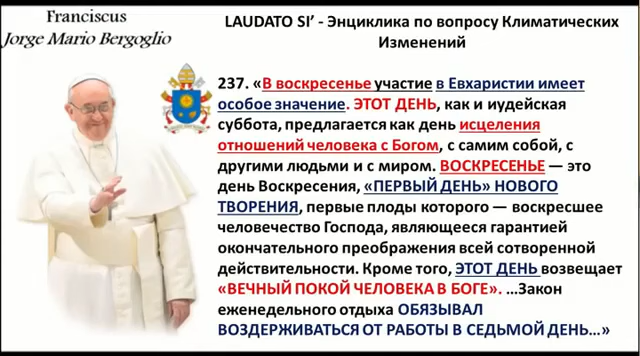 Franciscus
Jorge Mario Bergoglio
LAUDATO SI’ - Энциклика по вопросу Климатических
Изменений
237. «В воскресенье участие в Евхаристии имеет
особое значение. ЭТОТ ДЕНЬ, как и иудейская
суббота, предлагается как день исцеления
отношений человека с Богом, с самим собой, с
другими людьми и с миром. ВОСКРЕСЕНЬЕ — это
день Воскресения, «ПЕРВЫЙ ДЕНЬ» НОВОГО
ТВОРЕНИЯ, первые плоды которого — воскресшее
человечество Господа, являющееся гарантией
окончательного преображения всей сотворенной
действительности. Кроме того, ЭТОТ ДЕНЬ возвещает
«ВЕЧНЫЙ ПОКОЙ ЧЕЛОВЕКА В БОГЕ». …Закон
еженедельного отдыха ОБЯЗЫВАЛ
ВОЗДЕРЖИВАТЬСЯ ОТ РАБОТЫ В СЕДЬМОЙ ДЕНЬ…»